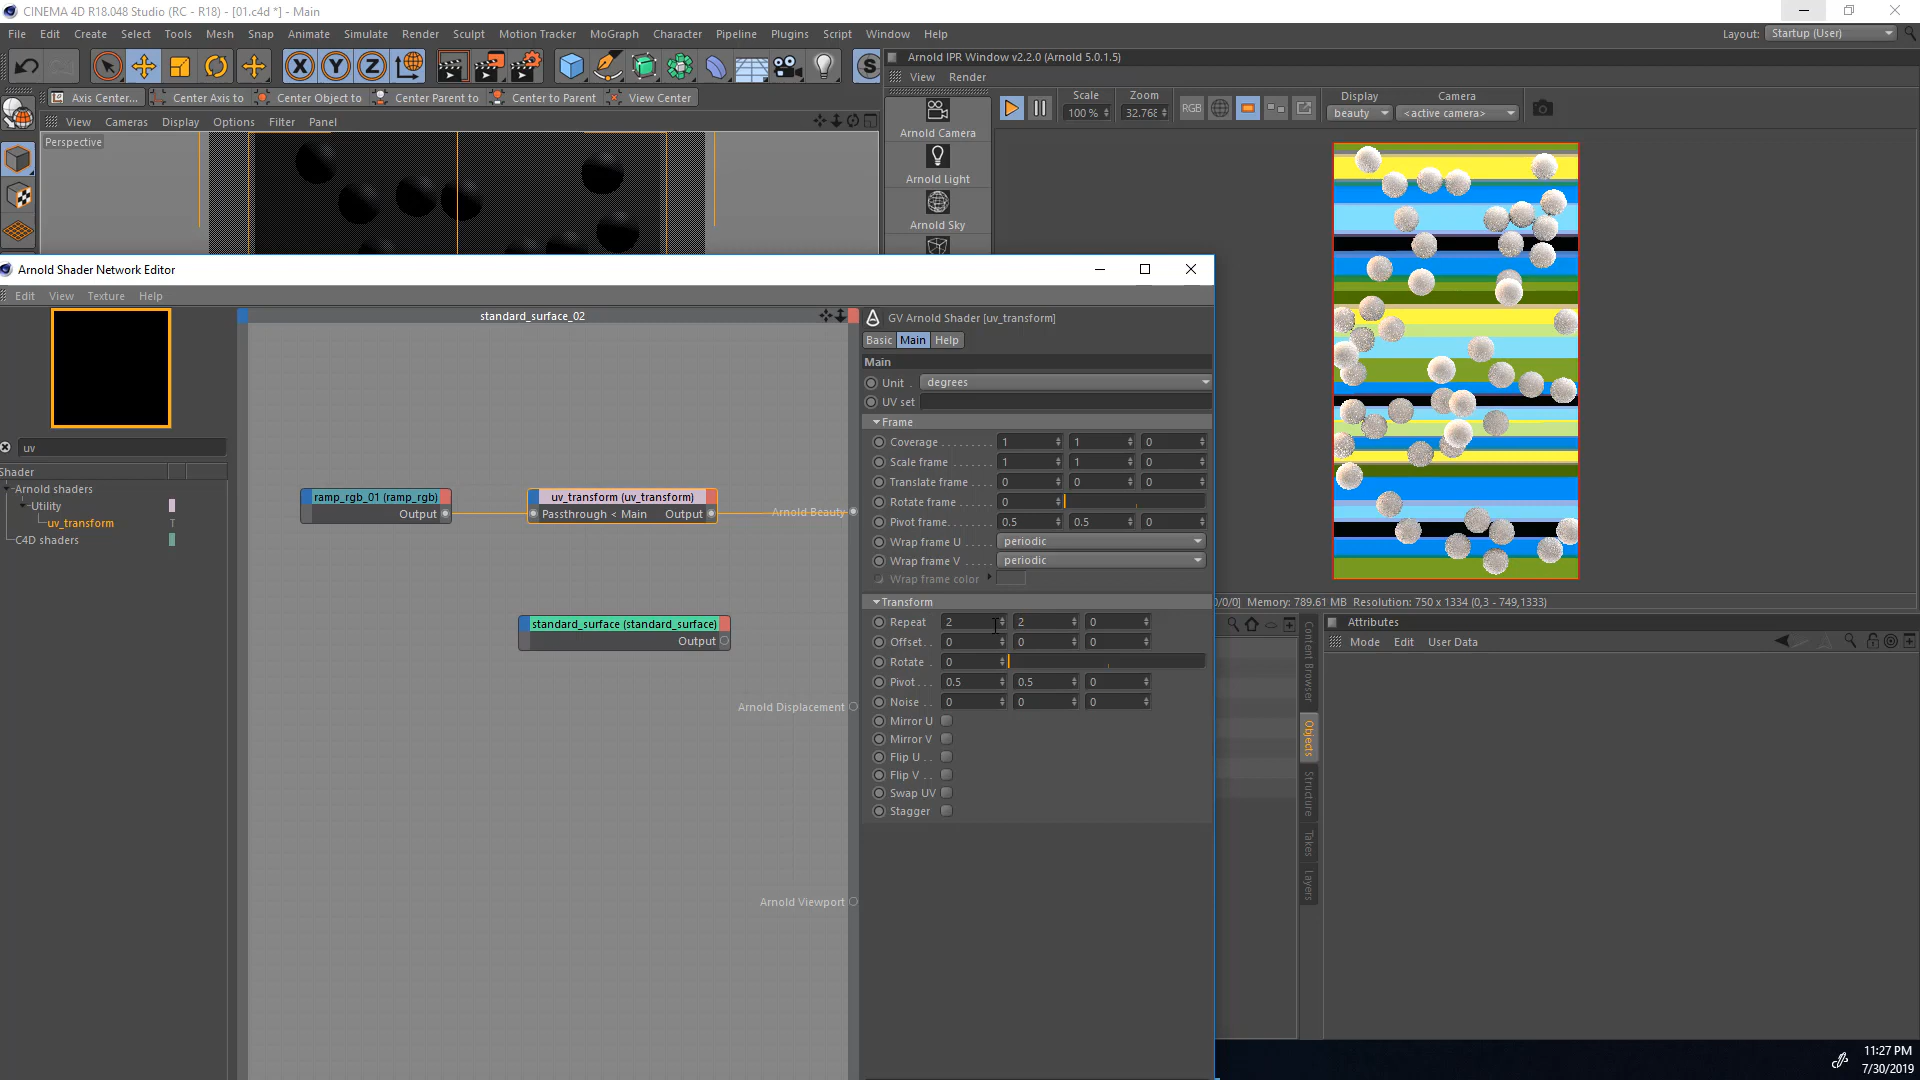 CINEMA 4D R18.048 Studio (RC - R18) - [01.c4d *] - Main
File Edit Create Select Tools Mesh Snap Animate Simulate Render Sculpt Motion Tracker MoGraph Character Pipeline Plugins Script Window Help
Layout: Startup (User)
Arnold IPR Window v2.2.0 (Arnold 5.0.1.5)
View Render
Axis Center... Center Axis to Center Object to Center Parent to Center to Parent View Center
View Cameras Display Options Filter Panel
Perspective
Scale Zoom Display Camera
100 % 32.768 RGB beauty <active camera>
Arnold Camera
Arnold Light
Arnold Sky
Arnold Shader Network Editor
Edit View Texture Help
uv
Shader
Arnold shaders
Utility
uv_transform T
C4D shaders
standard_surface_02
ramp_rgb_01 (ramp_rgb)
Output
uv_transform (uv_transform)
Passthrough < Main Output
Arnold Beauty
standard_surface (standard_surface)
Output
Arnold Displacement
Arnold Viewport
GV Arnold Shader [uv_transform]
Basic Main Help
Main
Unit . degrees
UV set
Frame
Coverage . . . . . . . . . 1 1 0
Scale frame . . . . . . . 1 1 0
Translate frame . . . . 0 0 0
Rotate frame . . . . . . 0
Pivot frame. . . . . . . . 0.5 0.5 0
Wrap frame U . . . . . periodic
Wrap frame V . . . . . periodic
Wrap frame color
Transform
Repeat 2 2 0
Offset. . 0 0 0
Rotate . 0
Pivot . . . 0.5 0.5 0
Noise . . 0 0 0
Mirror U
Mirror V
Flip U . .
Flip V . .
Swap UV
Stagger
0/0] Memory: 789.61 MB Resolution: 750 x 1334 (0,3 - 749,1333)
Attributes
Mode Edit User Data
Content Browser
Objects
Structure
Takes
Layers
11:27 PM
7/30/2019